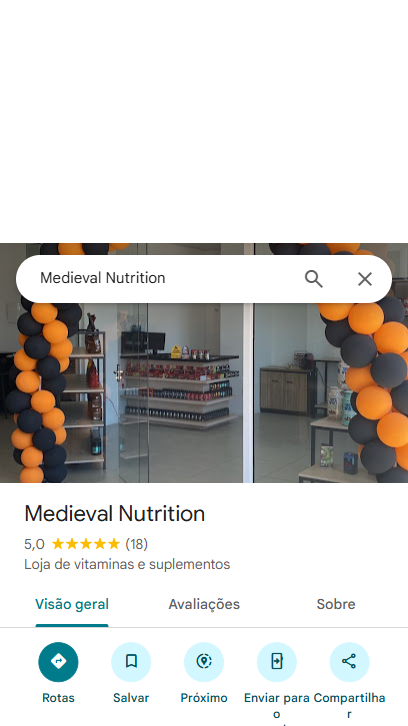 Medieval Nutrition
Medieval Nutrition
5,0 (18)
Loja de vitaminas e suplementos
Visão geral Avaliações Sobre
Rotas Salvar Próximo Enviar para o Compartilhar